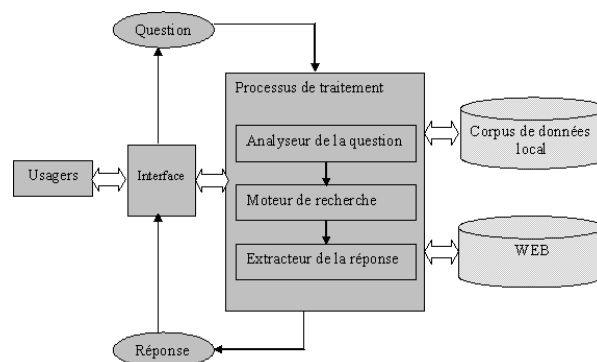 Question
Processus de traitement
Analyseur de la question
Corpus de données
local
Usagers
Interface
Moteur de recherche
Extracteur de la réponse
WEB
Réponse